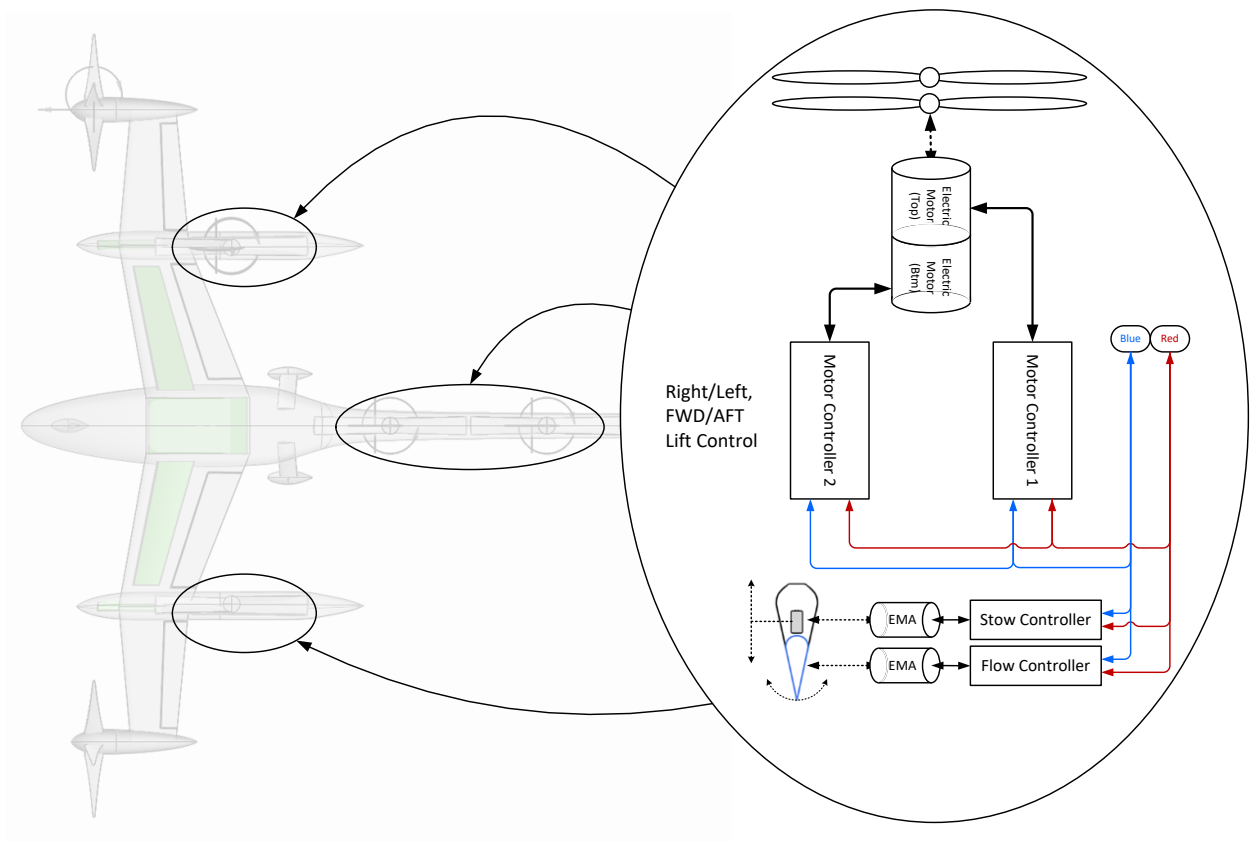 Electric
Motor
(Top)
Electric
Motor
(Btm)
Blue
Red
Motor Controller 2
Motor Controller 1
Right/Left,
FWD/AFT
Lift Control
EMA
Stow Controller
EMA
Flow Controller